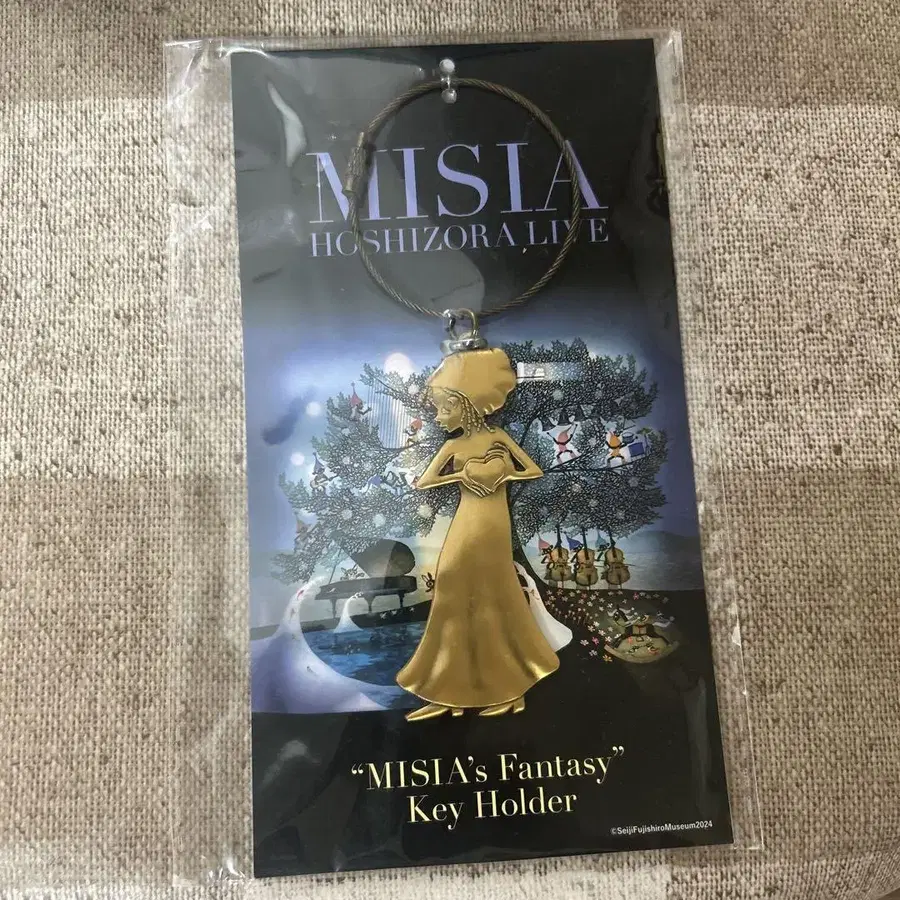 MISIA
HOSHIZORA LIVE
“MISIA’s Fantasy”
Key Holder
©SeijiFujishiroMuseum2024